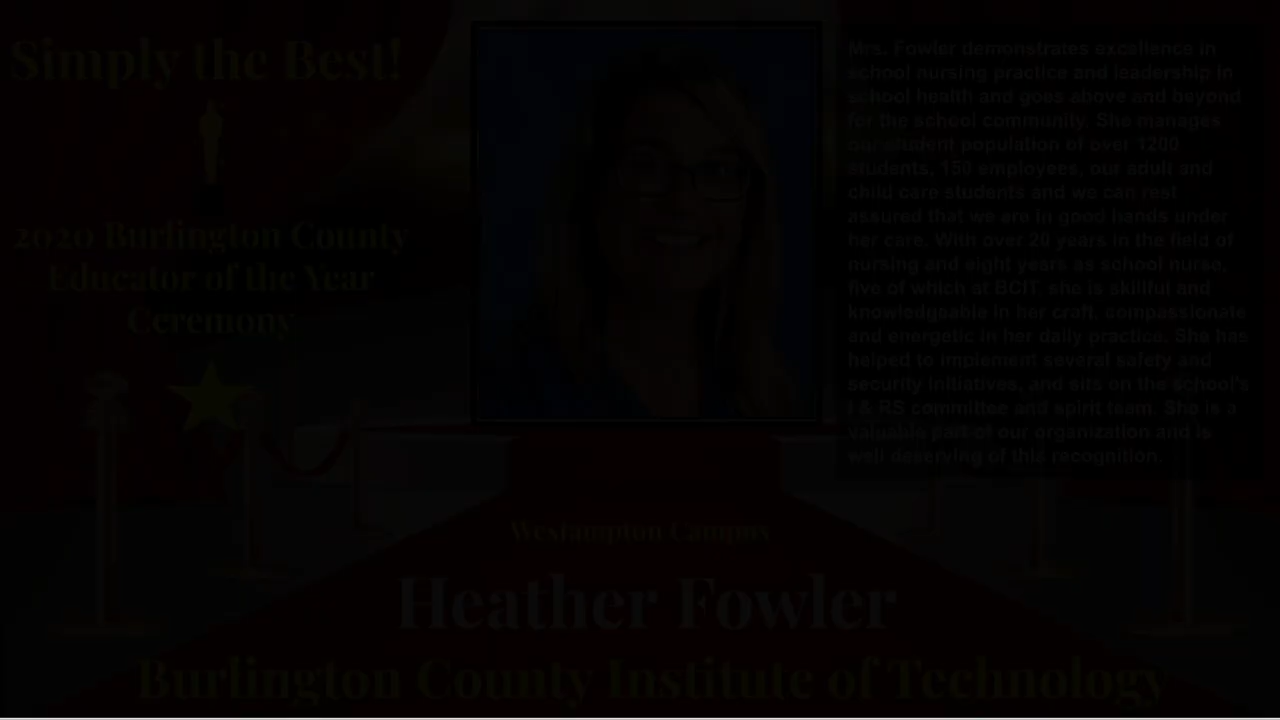 Simply the Best!
2020 Burlington County
Educator of the Year
Ceremony
Mrs. Fowler demonstrates excellence in
school nursing practice and leadership in
school health and goes above and beyond
for the school community. She manages
our student population of over 1200
students, 150 employees, our adult and
child care students and we can rest
assured that we are in good hands under
her care. With over 20 years in the field of
nursing and eight years as school nurse,
five of which at BCIT she is skillful and
knowledgeable in her craft, compassionate
and energetic in her daily practice. She has
helped to implement several safety and
security initiatives, and sits on the school's
I & RS committee and spirit team. She is a
valuable part of our organization and is
well deserving of this recognition.
Westampton Campus
Heather Fowler
Burlington County Institute of Technology